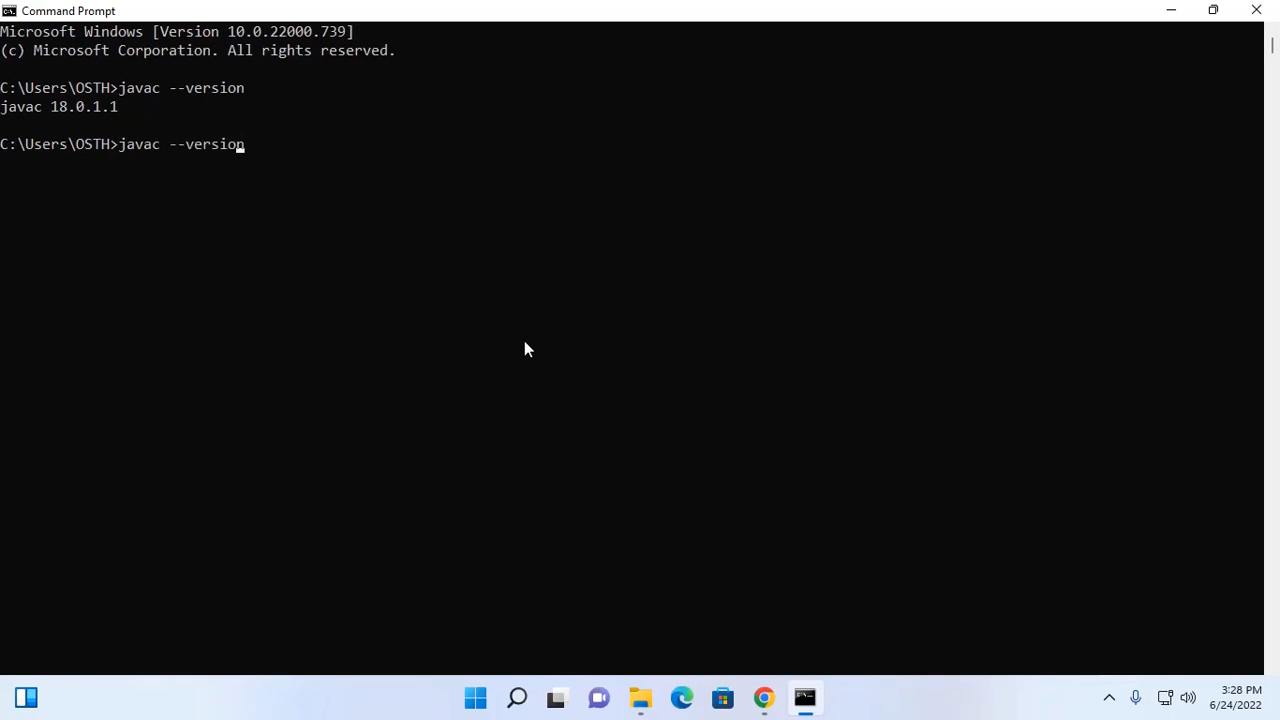 Command Prompt
Microsoft Windows [Version 10.0.22000.739]
(c) Microsoft Corporation. All rights reserved.
C:\Users\OSTH>javac --version
javac 18.0.1.1
C:\Users\OSTH>javac --version
3:28 PM
6/24/2022